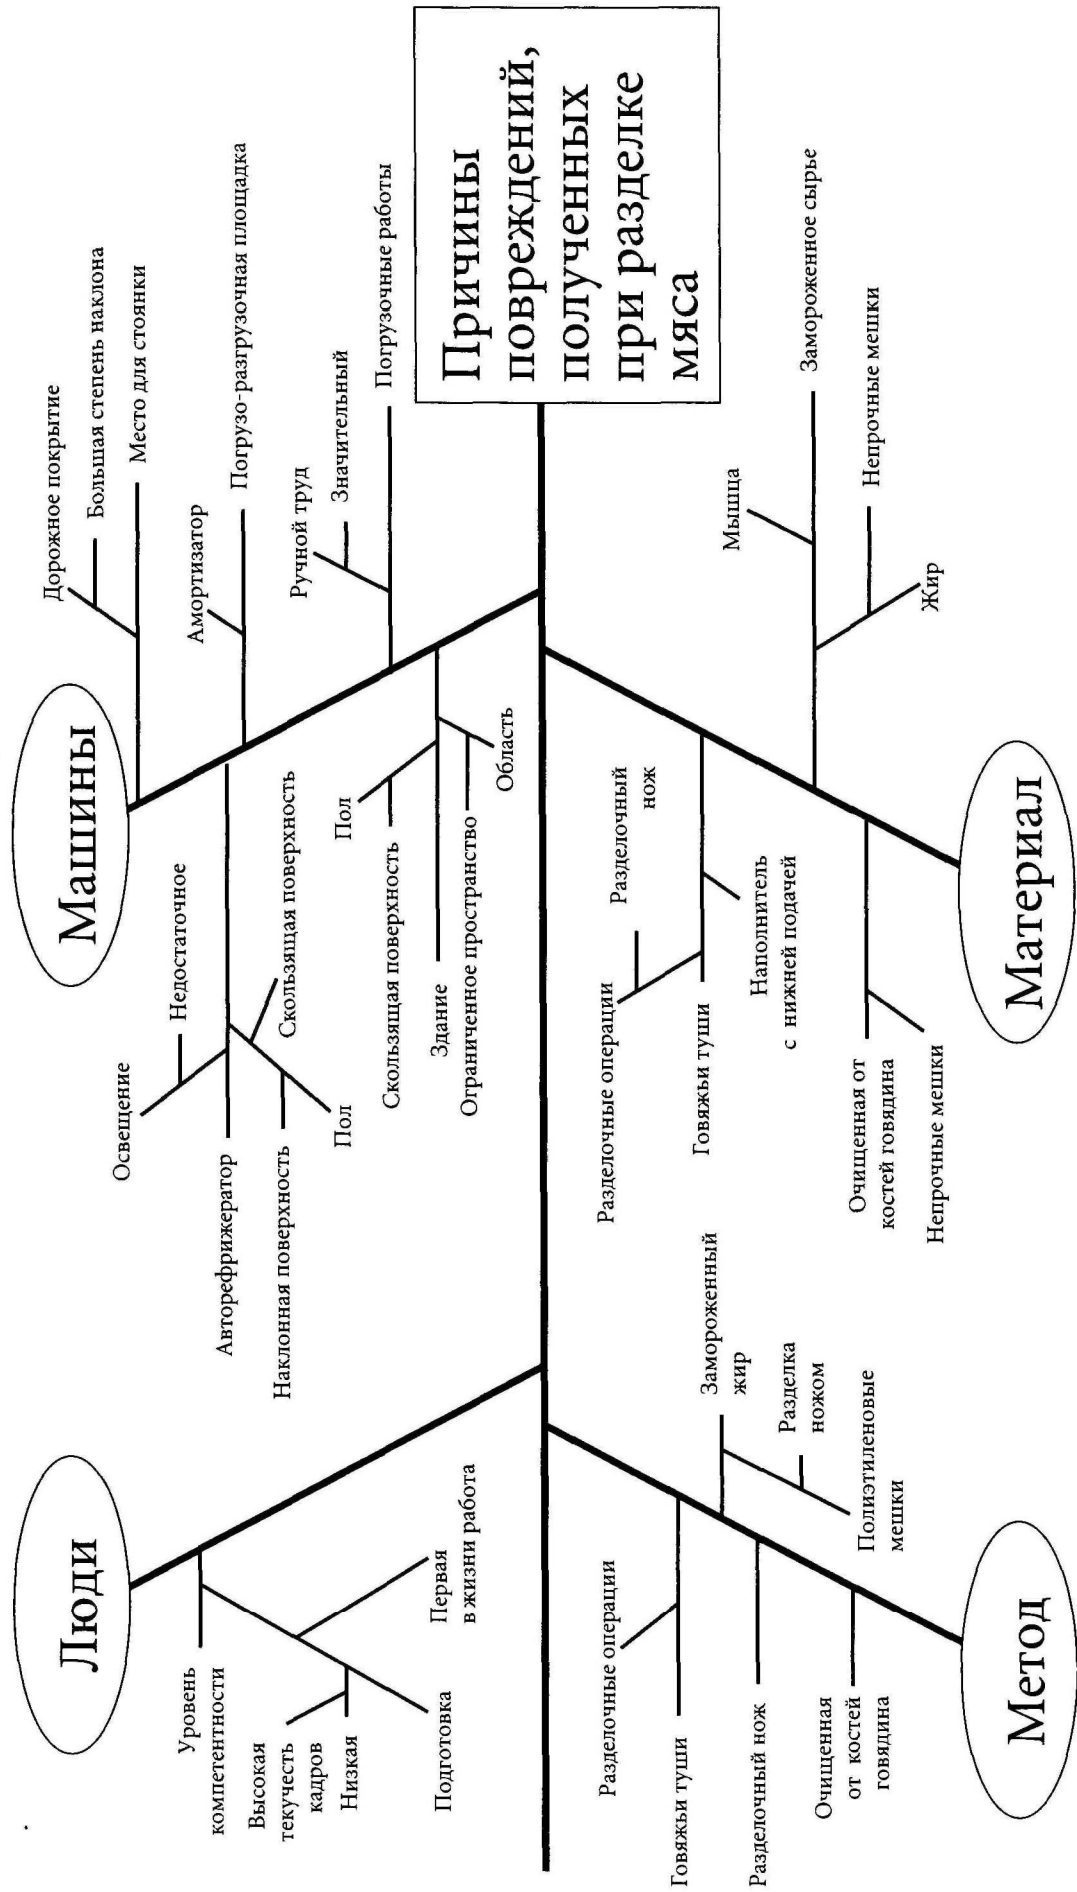 Люди
Уровень
компетентности
Высокая
текучесть
кадров
Низкая
Подготовка
Первая
в жизни работа
Машины
Дорожное покрытие
Большая степень наклона
Место для стоянки
Амортизатор
Погрузо-разгрузочная площадка
Ручной труд
Значительный
Погрузочные работы
Освещение
Недостаточное
Авторефрижератор
Скользящая поверхность
Наклонная поверхность
Пол
Пол
Скользящая поверхность
Здание
Ограниченное пространство
Область
Причины
повреждений,
полученных
при разделке
мяса
Метод
Разделочные операции
Говяжьи туши
Замороженный
жир
Разделка
ножом
Полиэтиленовые
мешки
Разделочный нож
Очищенная
от костей
говядина
Материал
Разделочные операции
Разделочный
нож
Говяжьи туши
Наполнитель
с нижней подачей
Очищенная от
костей говядина
Непрочные мешки
Мышца
Замороженное сырье
Непрочные мешки
Жир